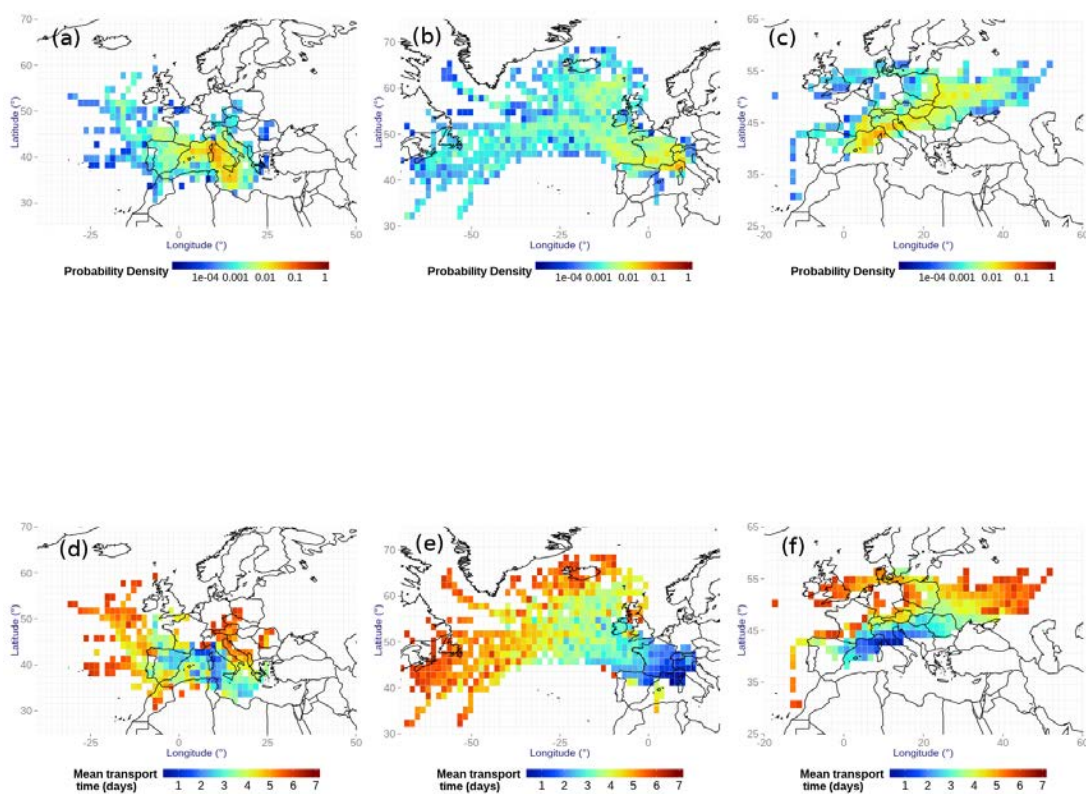 (a)
70
60
50
40
30
Latitude (°)
-25 0 25 50
Longitude (°)
Probability Density
1e-04 0.001 0.01 0.1 1
(b)
70
60
50
40
30
Latitude (°)
-50 -25 0
Longitude (°)
Probability Density
1e-04 0.001 0.01 0.1 1
(c)
65
55
45
35
25
Latitude (°)
-20 0 20 40 60
Longitude (°)
Probability Density
1e-04 0.001 0.01 0.1 1
(d)
70
60
50
40
30
Latitude (°)
-25 0 25 50
Longitude (°)
Mean transport
time (days)
1 2 3 4 5 6 7
(e)
70
60
50
40
30
Latitude (°)
-50 -25 0
Longitude (°)
Mean transport
time (days)
1 2 3 4 5 6 7
(f)
65
55
45
35
25
Latitude (°)
-20 0 20 40 60
Longitude (°)
Mean transport
time (days)
1 2 3 4 5 6 7